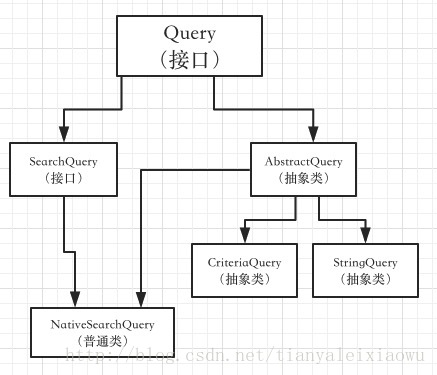 Query
（接口）
SearchQuery
（接口）
AbstractQuery
（抽象类）
CriteriaQuery
（抽象类）
StringQuery
（抽象类）
NativeSearchQuery
（普通类）
http://blog.csdn.net/tianyaleixiaowu